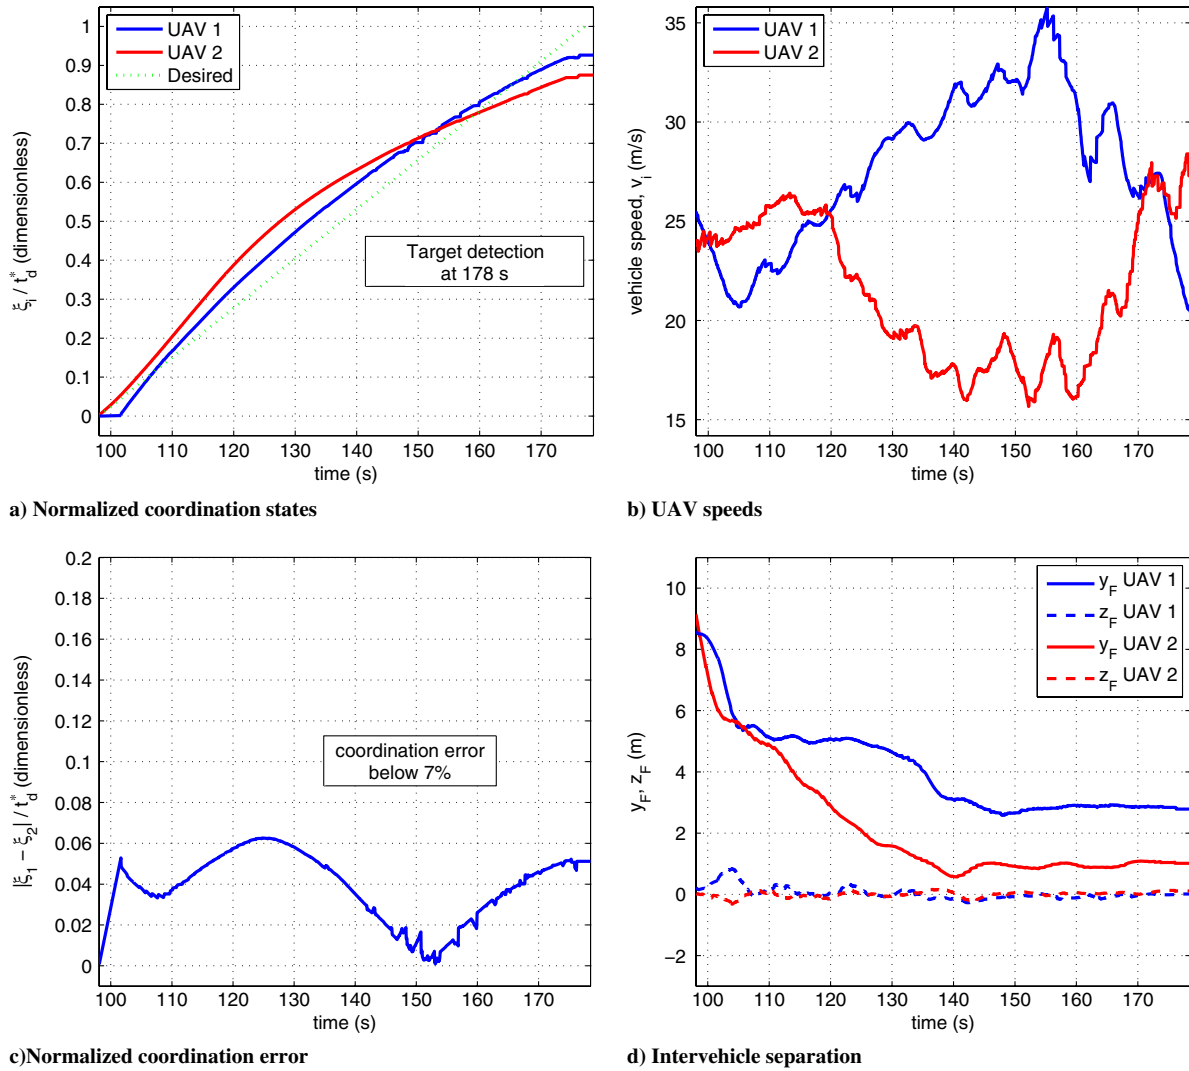 UAV 1
UAV 2
Desired
1
0.9
0.8
0.7
0.6
0.5
0.4
0.3
0.2
0.1
0
ξi / t*d (dimensionless)
Target detection
at 178 s
100 110 120 130 140 150 160 170
time (s)
a) Normalized coordination states
UAV 1
UAV 2
35
30
25
20
15
vehicle speed, vi (m/s)
100 110 120 130 140 150 160 170
time (s)
b) UAV speeds
0.2
0.18
0.16
0.14
0.12
0.1
0.08
0.06
0.04
0.02
0
|ξ1 − ξ2| / t*d (dimensionless)
coordination error
below 7%
100 110 120 130 140 150 160 170
time (s)
c)Normalized coordination error
yF UAV 1
zF UAV 1
yF UAV 2
zF UAV 2
10
8
6
4
2
0
−2
yF, zF (m)
100 110 120 130 140 150 160 170
time (s)
d) Intervehicle separation